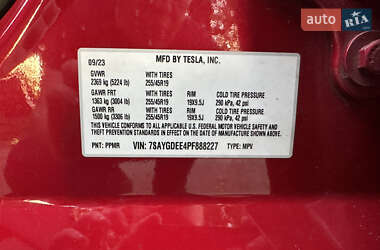 auto RIA
09/23 MFD BY TESLA, INC.
GVWR WITH TIRES
2369 kg (5224 lb) 255/45R19
GAWR FRT WITH TIRES RIM COLD TIRE PRESSURE
1363 kg (3004 lb) 255/45R19 19X9.5J 290 kPa, 42 psi
GAWR RR WITH TIRES RIM COLD TIRE PRESSURE
1500 kg (3306 lb) 255/45R19 19X9.5J 290 kPa, 42 psi
THIS VEHICLE CONFORMS TO ALL APPLICABLE U.S. FEDERAL MOTOR VEHICLE SAFETY
AND THEFT PREVENTION STANDARDS IN EFFECT ON THE DATE OF MANUFACTURE SHOWN ABOVE.
PNT: PPMR VIN: 7SAYGDEE4PF888227 TYPE: MPV